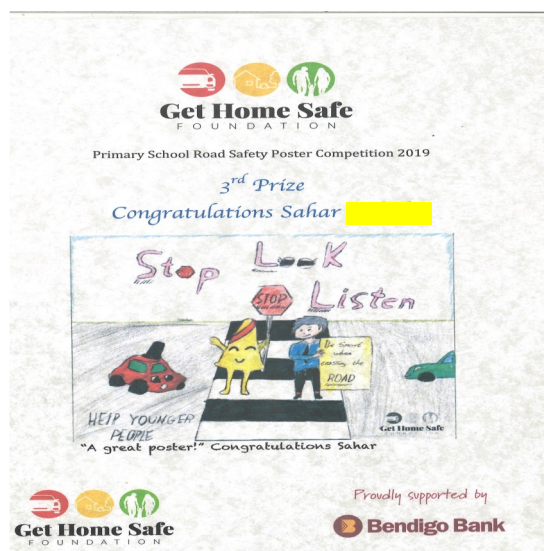 Get Home Safe
FOUNDATION
Primary School Road Safety Poster Competition 2019
3rd Prize
Congratulations Sahar
Stop Look
STOP Listen
Be Smart
when
crossing the
ROAD
HElP YOUNGER
PEOPLE
Get Home Safe
"A great poster!" Congratulations Sahar
Get Home Safe
FOUNDATION
Proudly supported by
Bendigo Bank